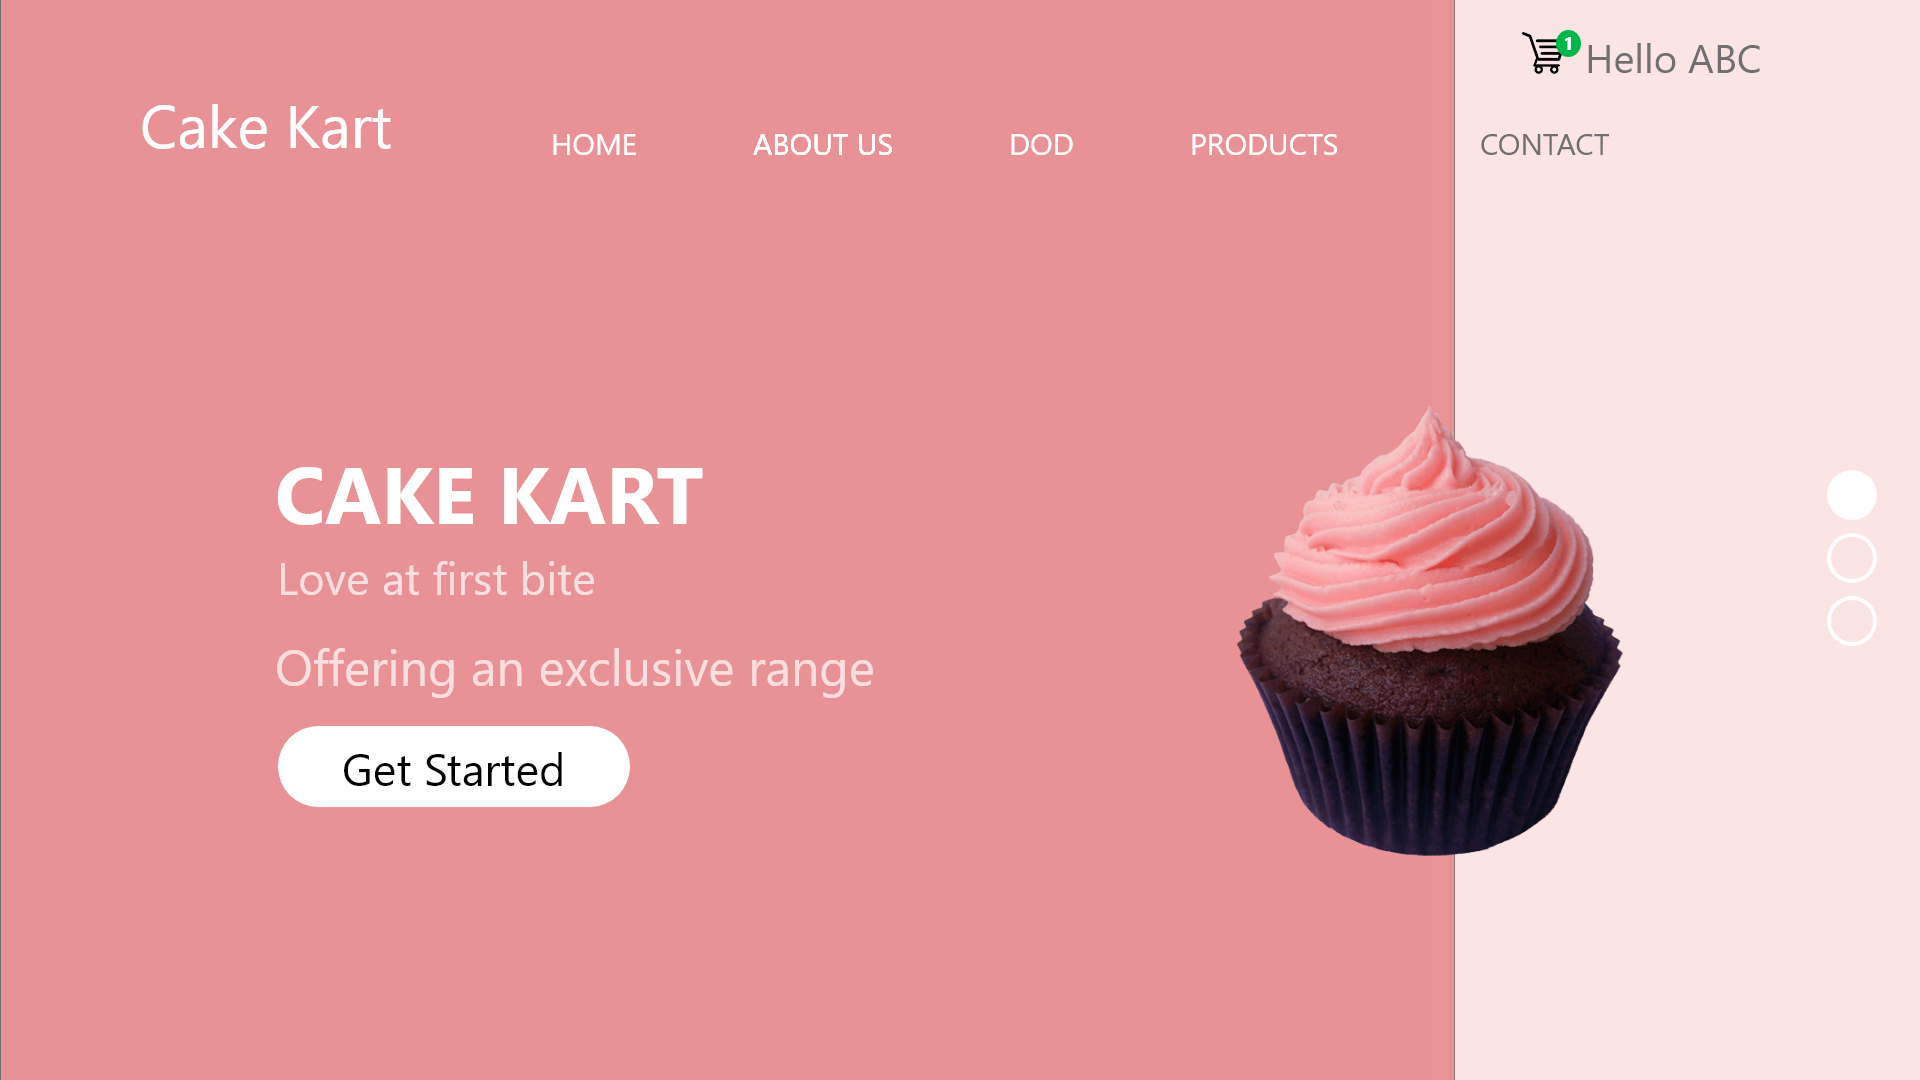 1
Hello ABC
Cake Kart
HOME
ABOUT US
DOD
PRODUCTS
CONTACT
CAKE KART
Love at first bite
Offering an exclusive range
Get Started